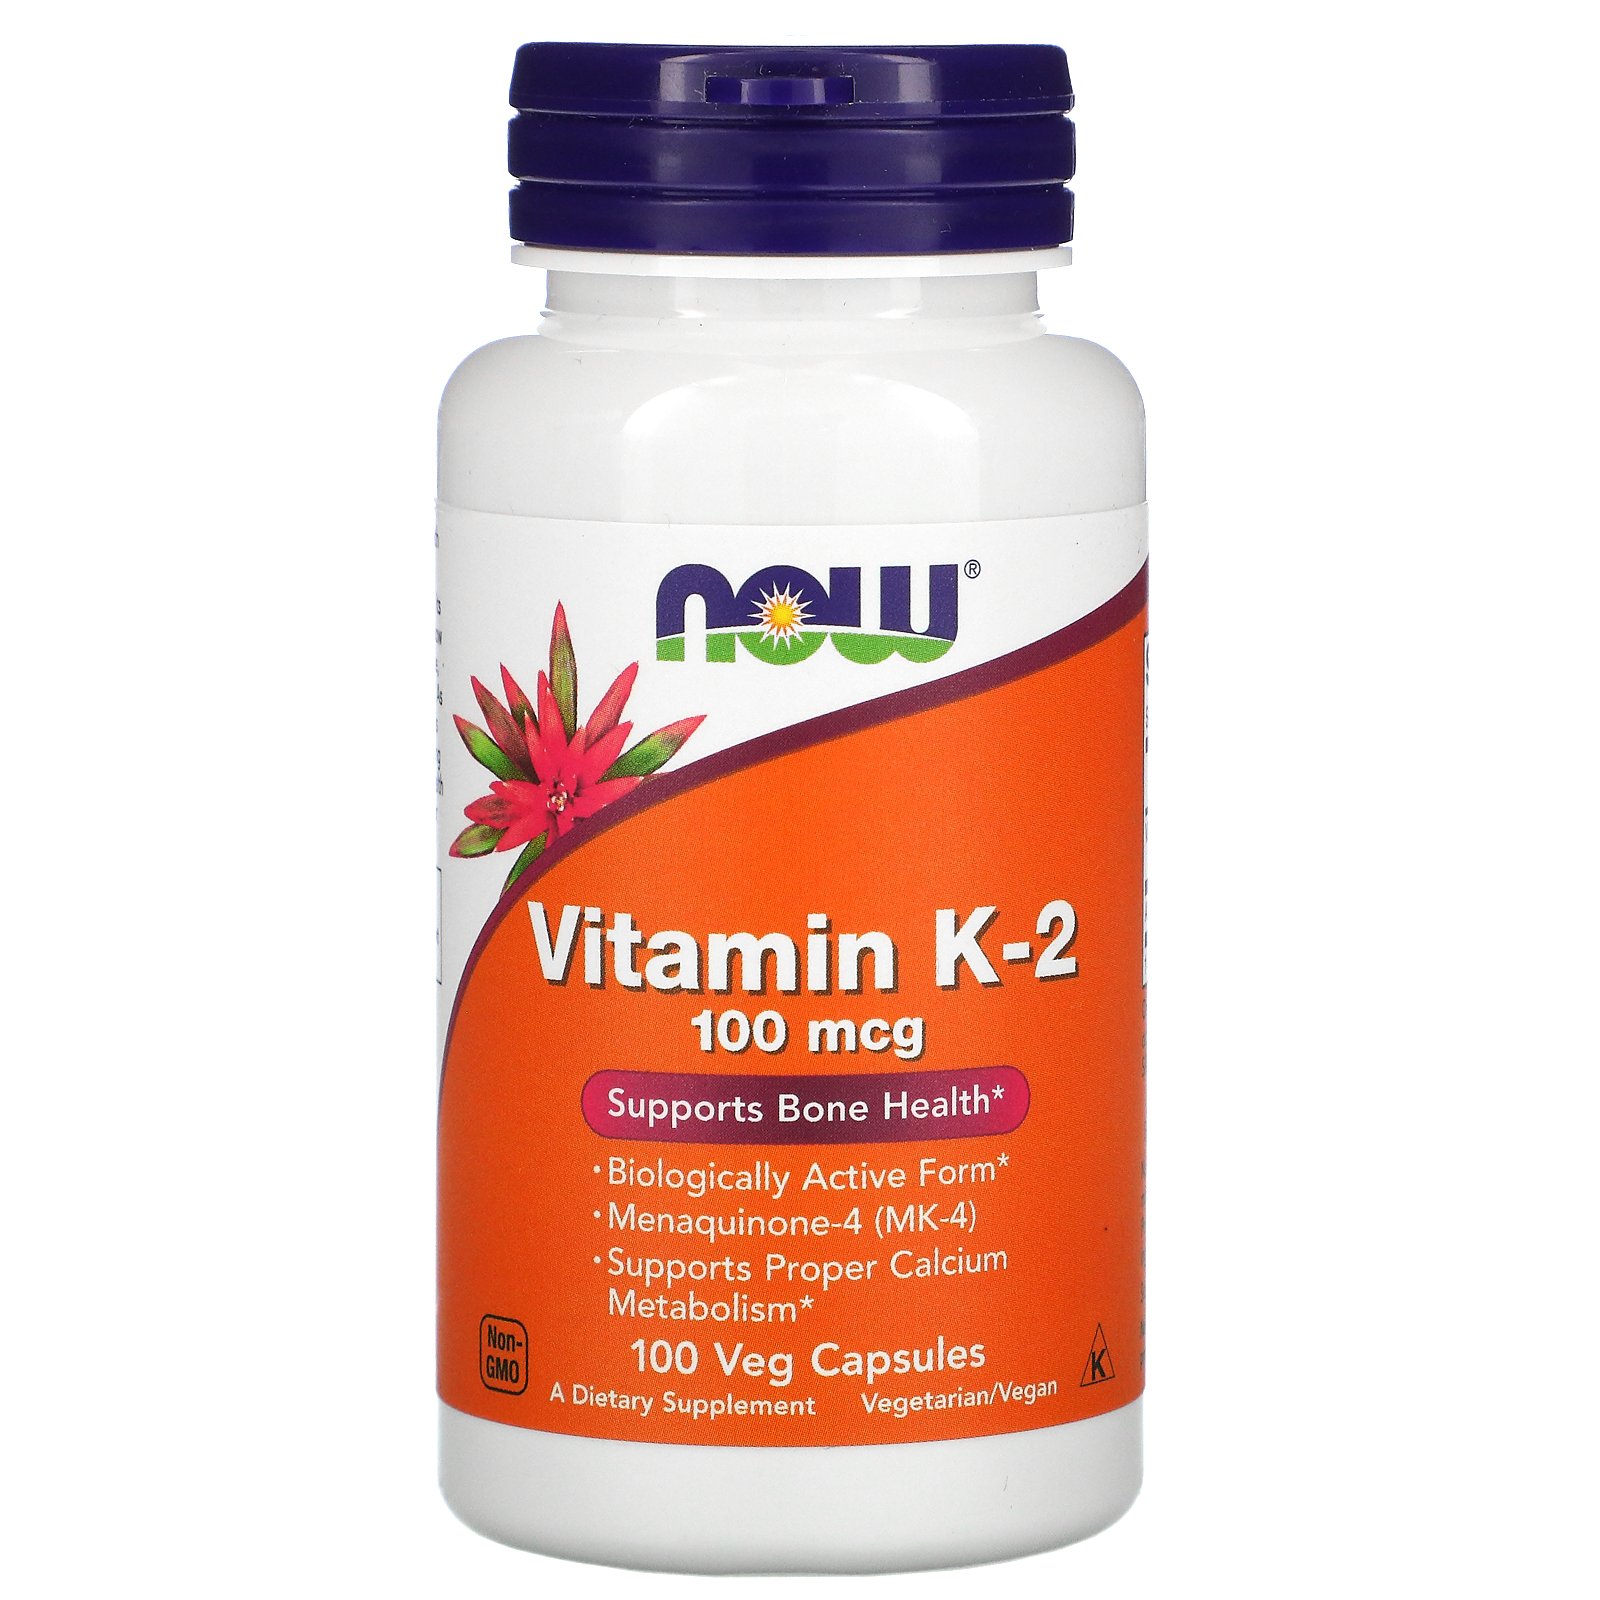 NOW®
Vitamin K-2
100 mcg
Supports Bone Health*
•Biologically Active Form*
•Menaquinone-4 (MK-4)
•Supports Proper Calcium
Metabolism*
Non-
GMO
100 Veg Capsules
K
A Dietary Supplement Vegetarian/Vegan